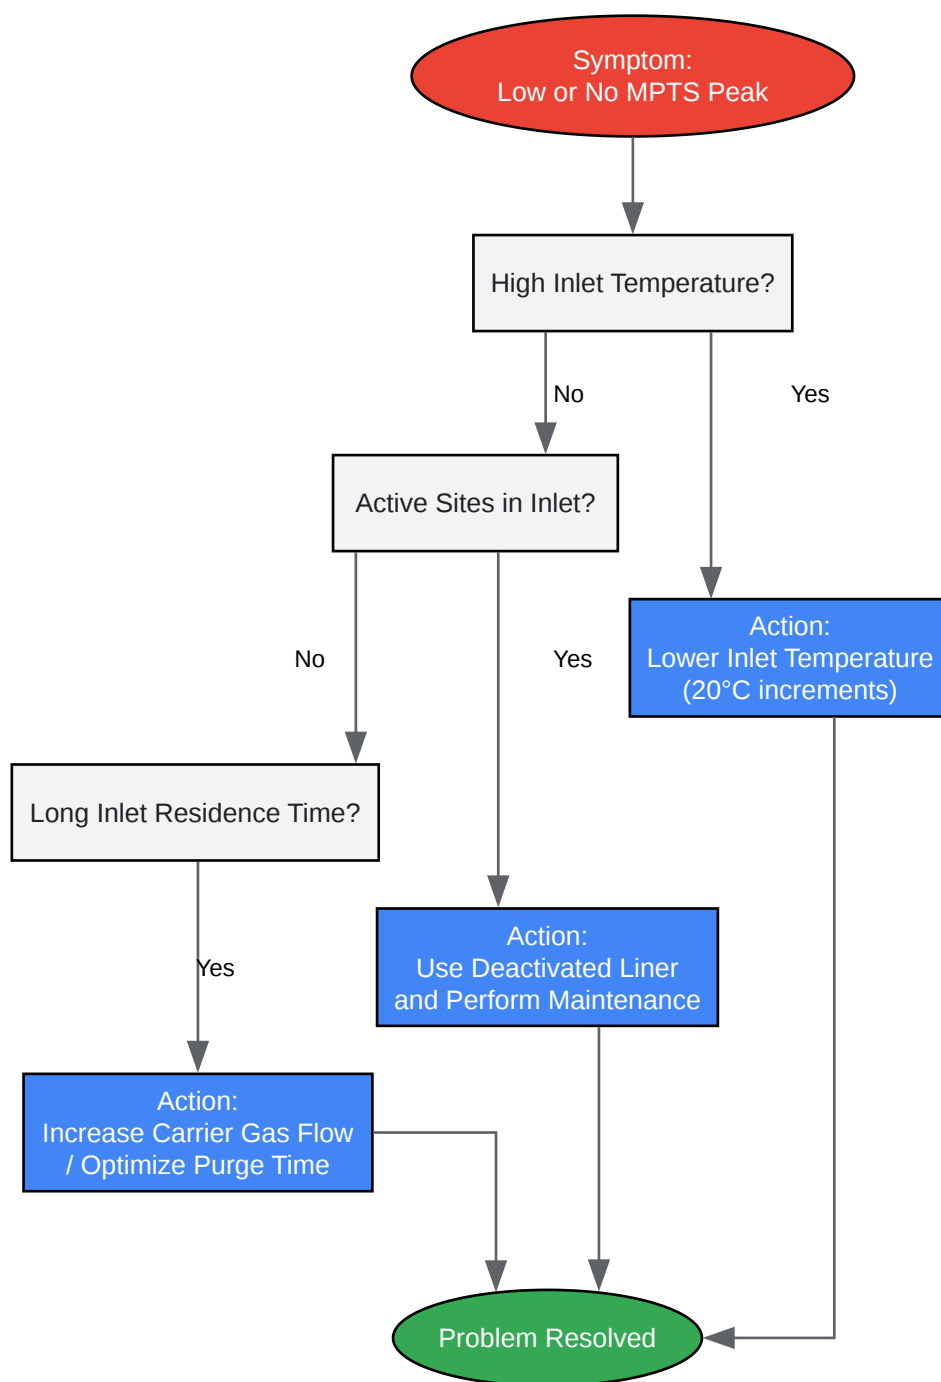 Symptom:
Low or No MPTS Peak
High Inlet Temperature?
No
Yes
Active Sites in Inlet?
Action:
Lower Inlet Temperature
(20°C increments)
No
Yes
Long Inlet Residence Time?
Action:
Use Deactivated Liner
and Perform Maintenance
Yes
Action:
Increase Carrier Gas Flow
/ Optimize Purge Time
Problem Resolved